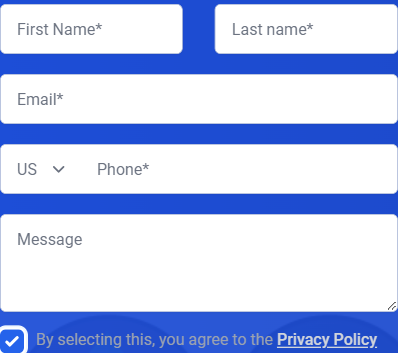 First Name*
Last name*
Email*
US
Phone*
Message
By selecting this, you agree to the Privacy Policy